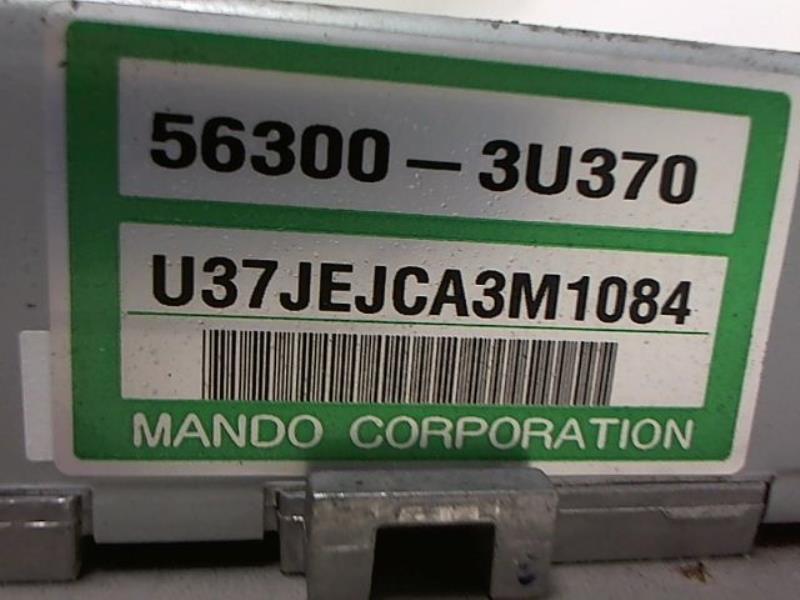 56300 – 3U370
U37JEJCA3M1084
MANDO CORPORATION